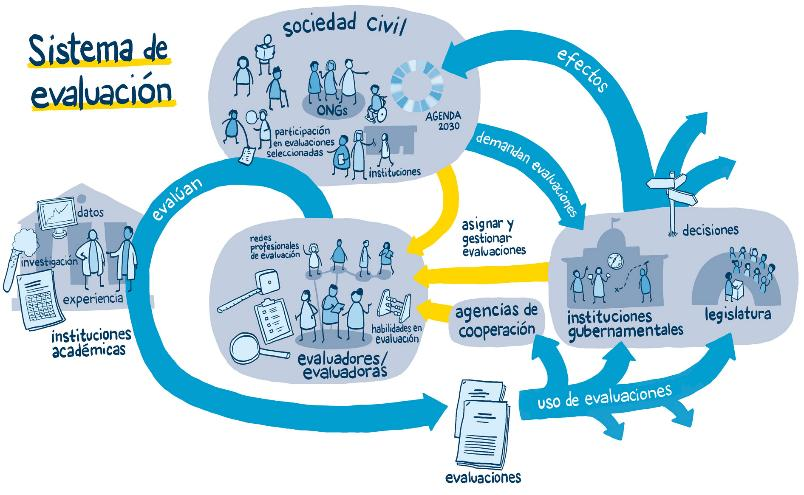 Sistema de
evaluación
sociedad civil
ONGs
AGENDA
2030
participación
en evaluaciones
seleccionadas
instituciones
efectos
demandan evaluaciones
evalúan
datos
investigación
experiencia
instituciones
académicas
redes
profesionales
de evaluación
habilidades en
evaluación
evaluadores/
evaluadoras
asignar y
gestionar
evaluaciones
agencias de
cooperación
decisiones
instituciones
gubernamentales
legislatura
uso de evaluaciones
evaluaciones